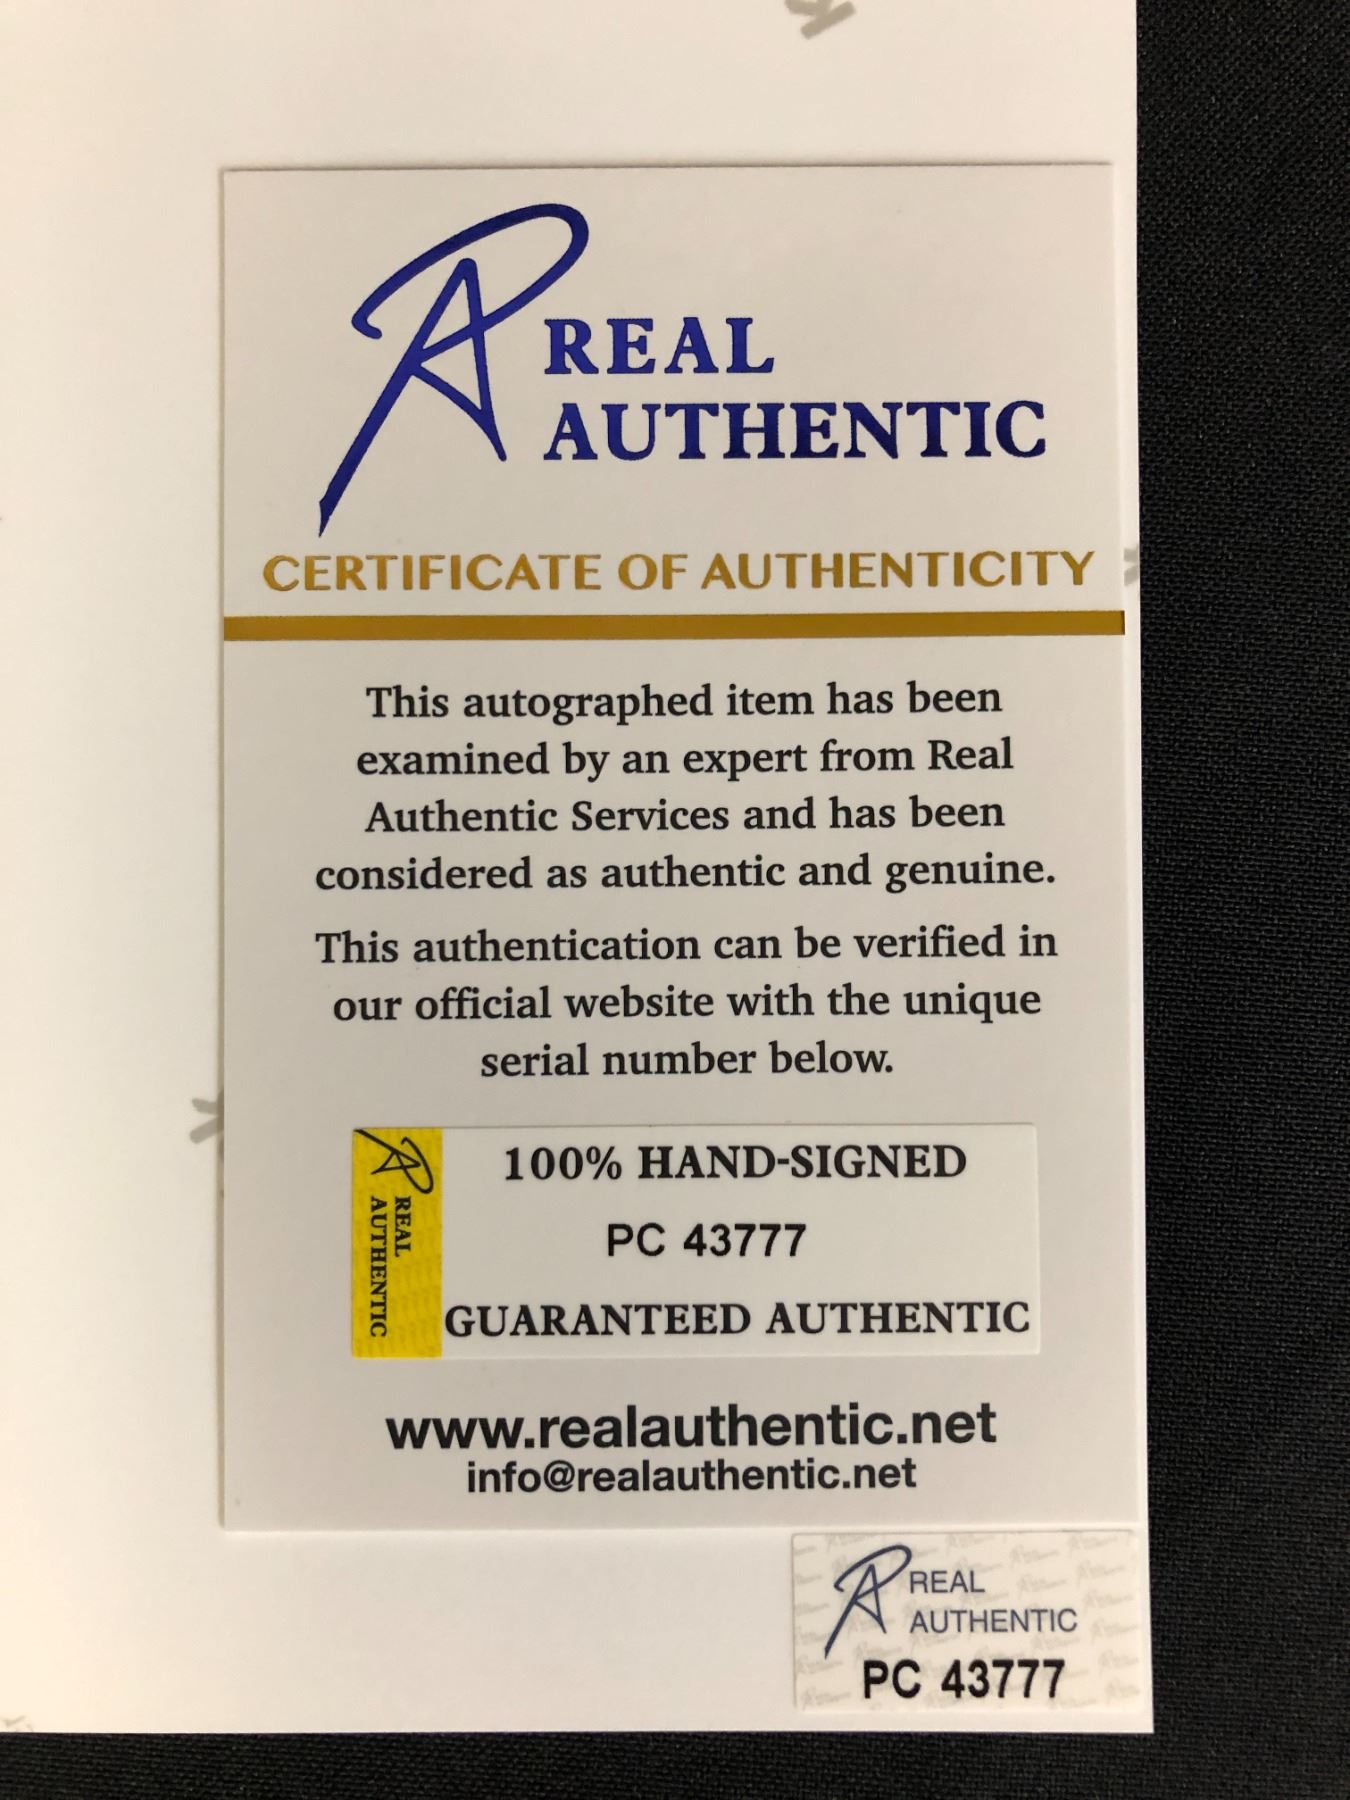 REAL
AUTHENTIC
CERTIFICATE OF AUTHENTICITY
This autographed item has been
examined by an expert from Real
Authentic Services and has been
considered as authentic and genuine.
This authentication can be verified in
our official website with the unique
serial number below.
REAL
AUTHENTIC
100% HAND-SIGNED
PC 43777
GUARANTEED AUTHENTIC
www.realauthentic.net
info@realauthentic.net
REAL
AUTHENTIC
PC 43777